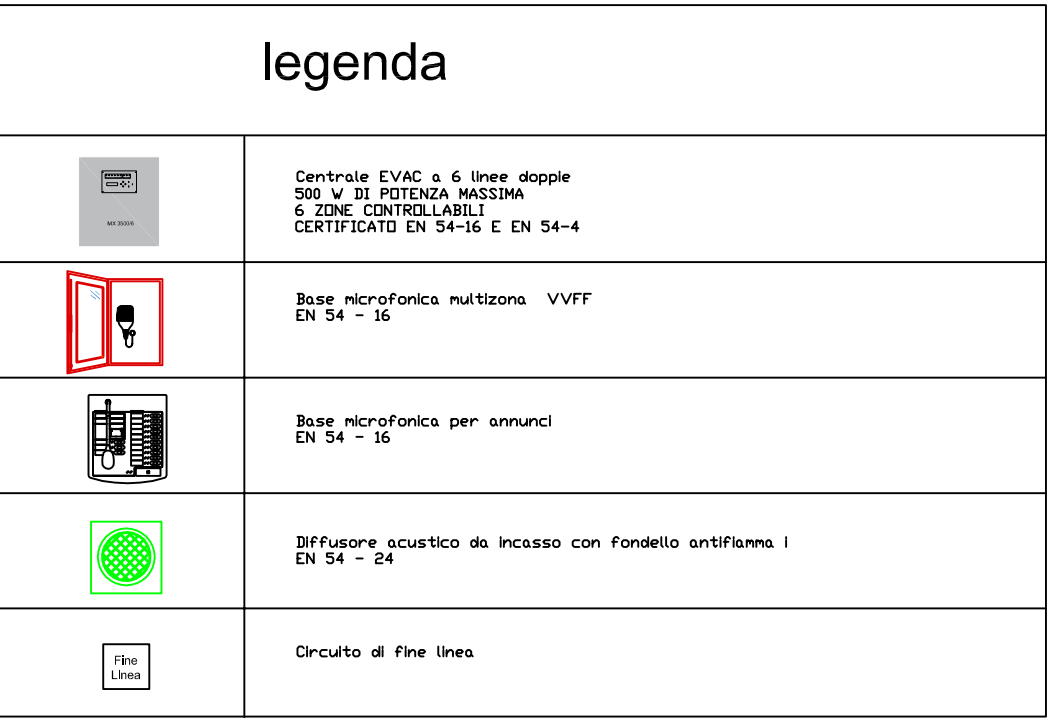 legenda
MX 3500/6
Centrale EVAC a 6 linee doppie
500 W DI POTENZA MASSIMA
6 ZONE CONTROLLABILI
CERTIFICATO EN 54-16 E EN 54-4
Base microfonica multizona VVFF
EN 54 - 16
Base microfonica per annunci
EN 54 - 16
Diffusore acustico da incasso con fondello antifiamma i
EN 54 - 24
Fine
Linea
Circuito di fine linea